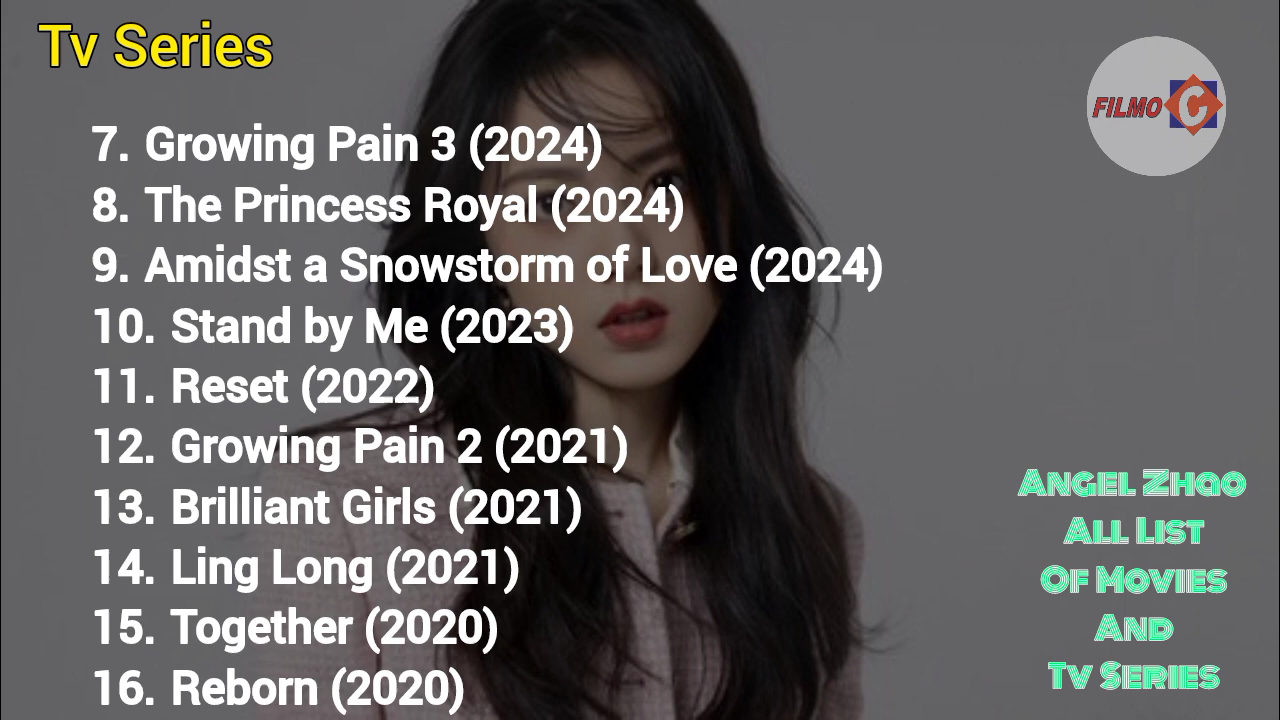 Tv Series
FILMO C
7. Growing Pain 3 (2024)
8. The Princess Royal (2024)
9. Amidst a Snowstorm of Love (2024)
10. Stand by Me (2023)
11. Reset (2022)
12. Growing Pain 2 (2021)
13. Brilliant Girls (2021)
14. Ling Long (2021)
15. Together (2020)
16. Reborn (2020)
Angel Zhao
All List
Of Movies
And
Tv Series